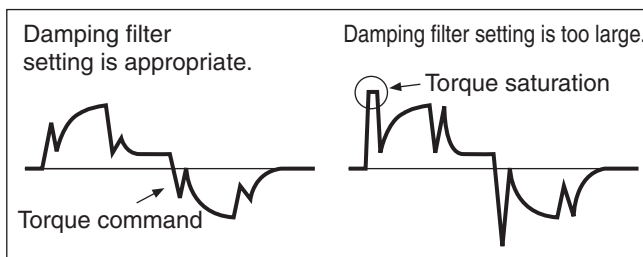 Damping filter
setting is appropriate.
Torque command
Damping filter setting is too large.
Torque saturation